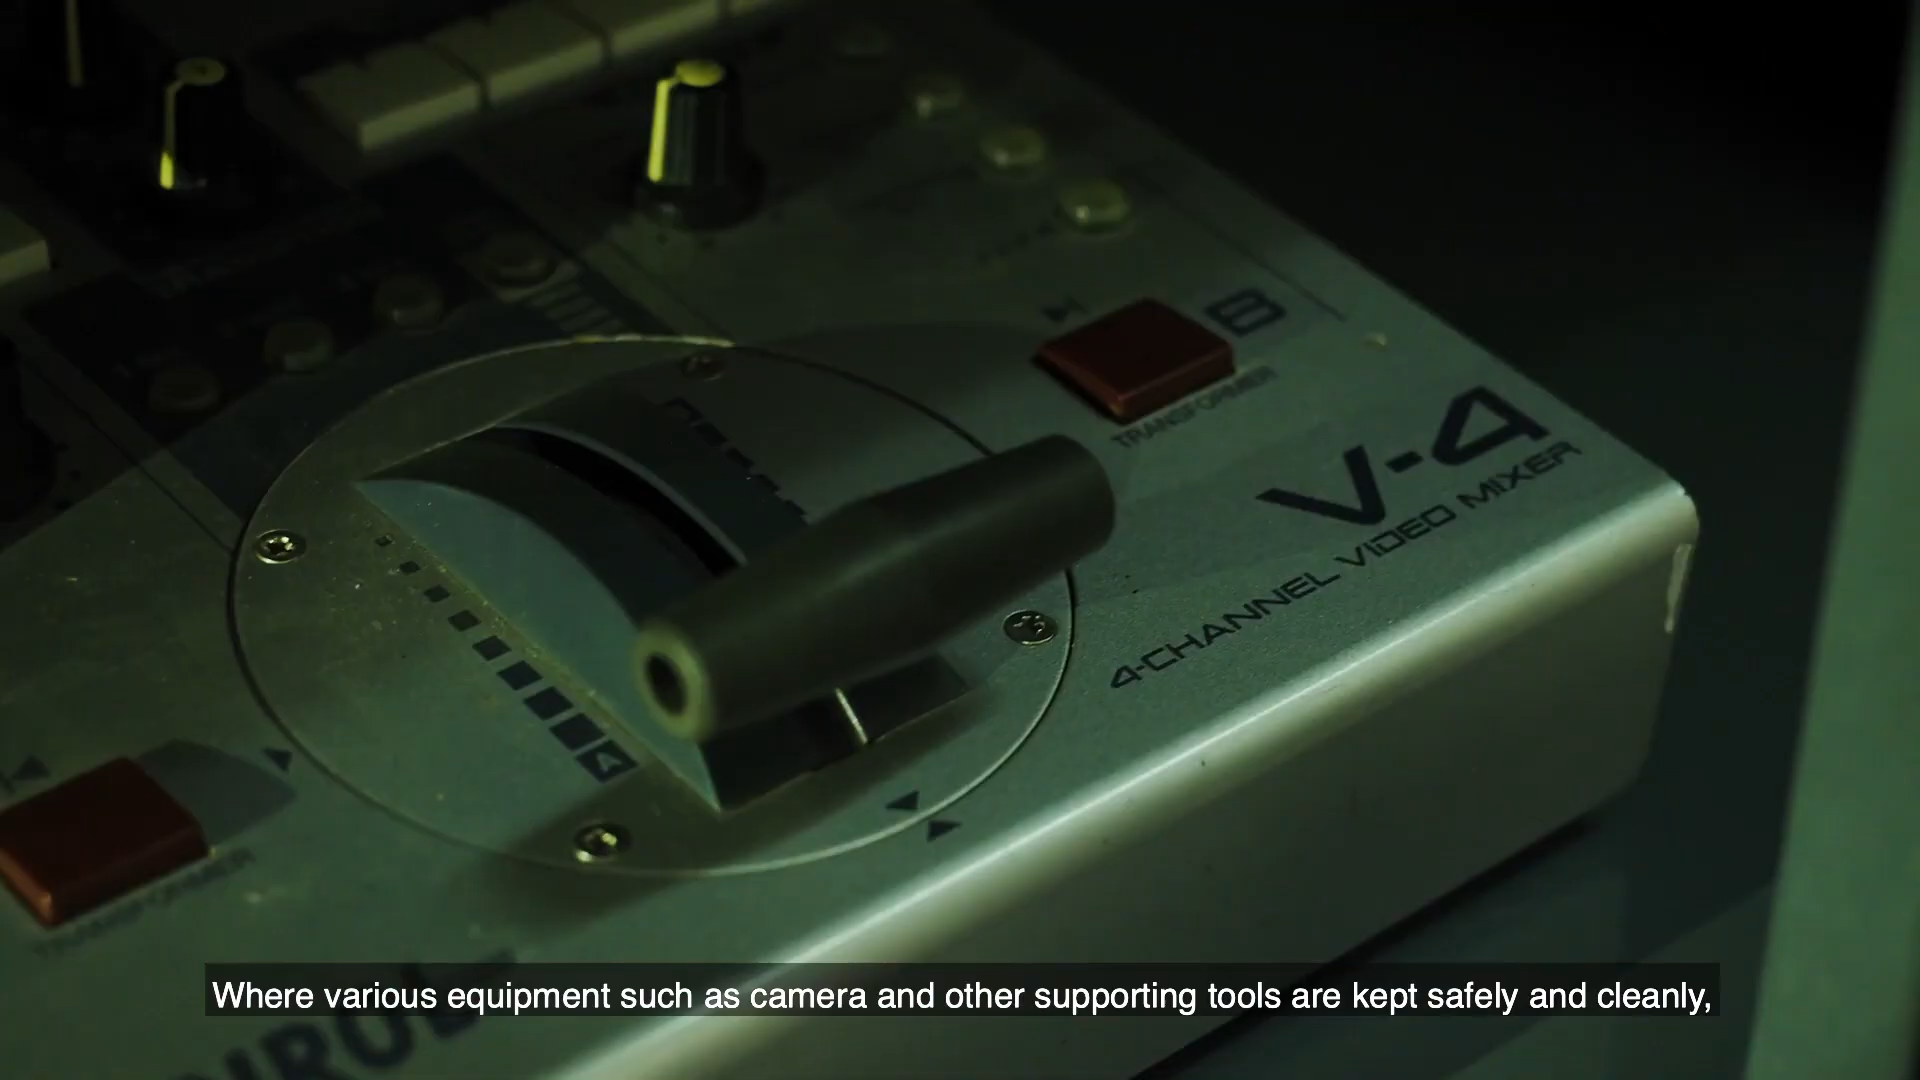 B
TRANSFORMER
V-4
4-CHANNEL VIDEO MIXER
TRANSFORMER
Where various equipment such as camera and other supporting tools are kept safely and cleanly,